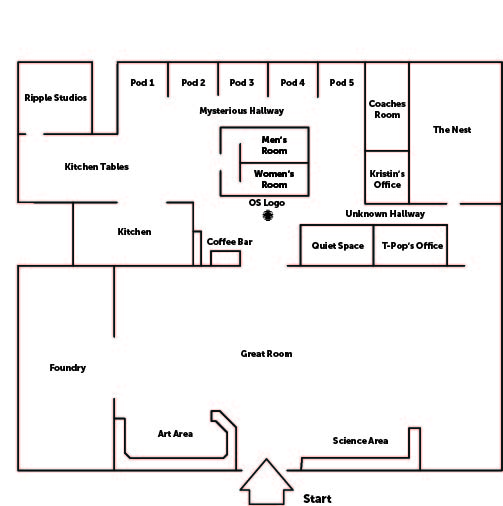 Pod 1
Pod 2
Pod 3
Pod 4
Pod 5
Ripple Studios
Mysterious Hallway
Coaches
Room
The Nest
Men's
Room
Kitchen Tables
Women's
Room
Kristin's
Office
OS Logo
Unknown Hallway
Kitchen
Coffee Bar
Quiet Space
T-Pop's Office
Great Room
Foundry
Art Area
Science Area
Start